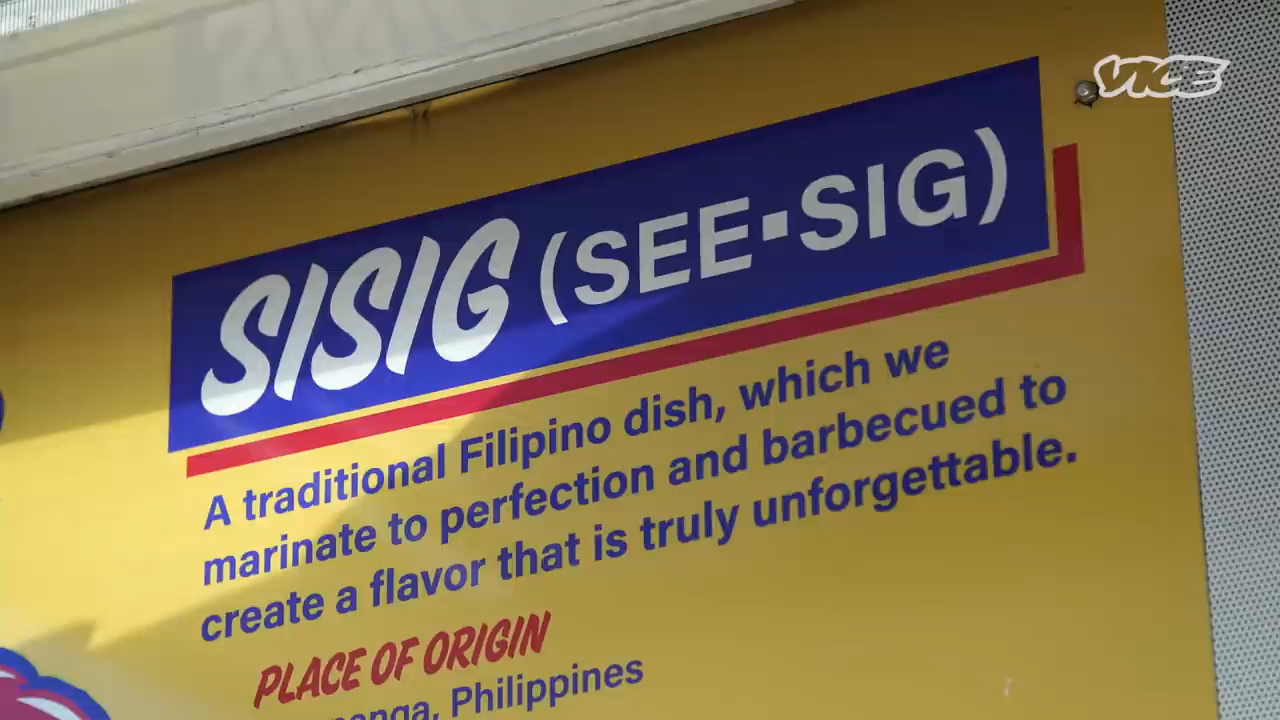 VICE
SISIG (SEE-SIG)
A traditional Filipino dish, which we
marinate to perfection and barbecued to
create a flavor that is truly unforgettable.
PLACE OF ORIGIN
Philippines